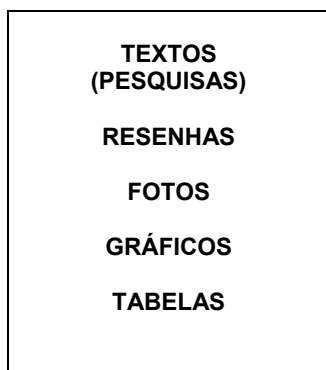 TEXTOS
(PESQUISAS)
RESENHAS
FOTOS
GRÁFICOS
TABELAS